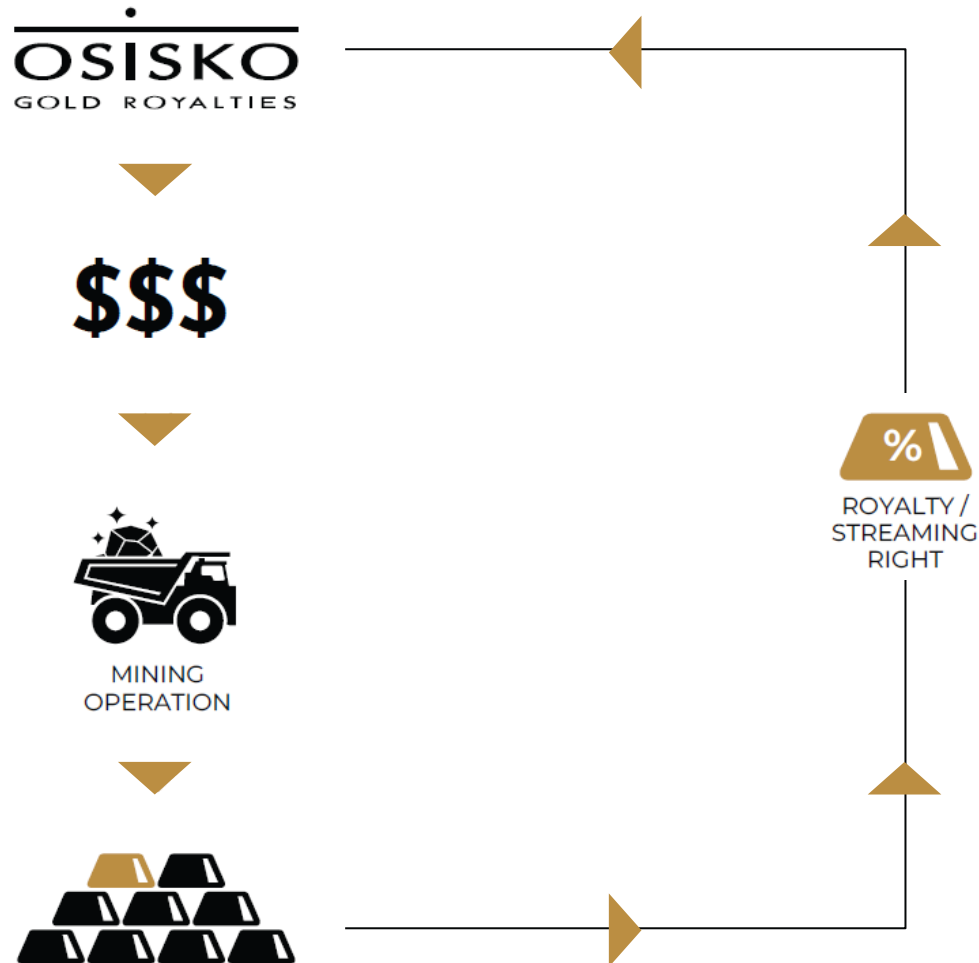 OSISKO
GOLD ROYALTIES
$$$
MINING
OPERATION
%
ROYALTY /
STREAMING
RIGHT